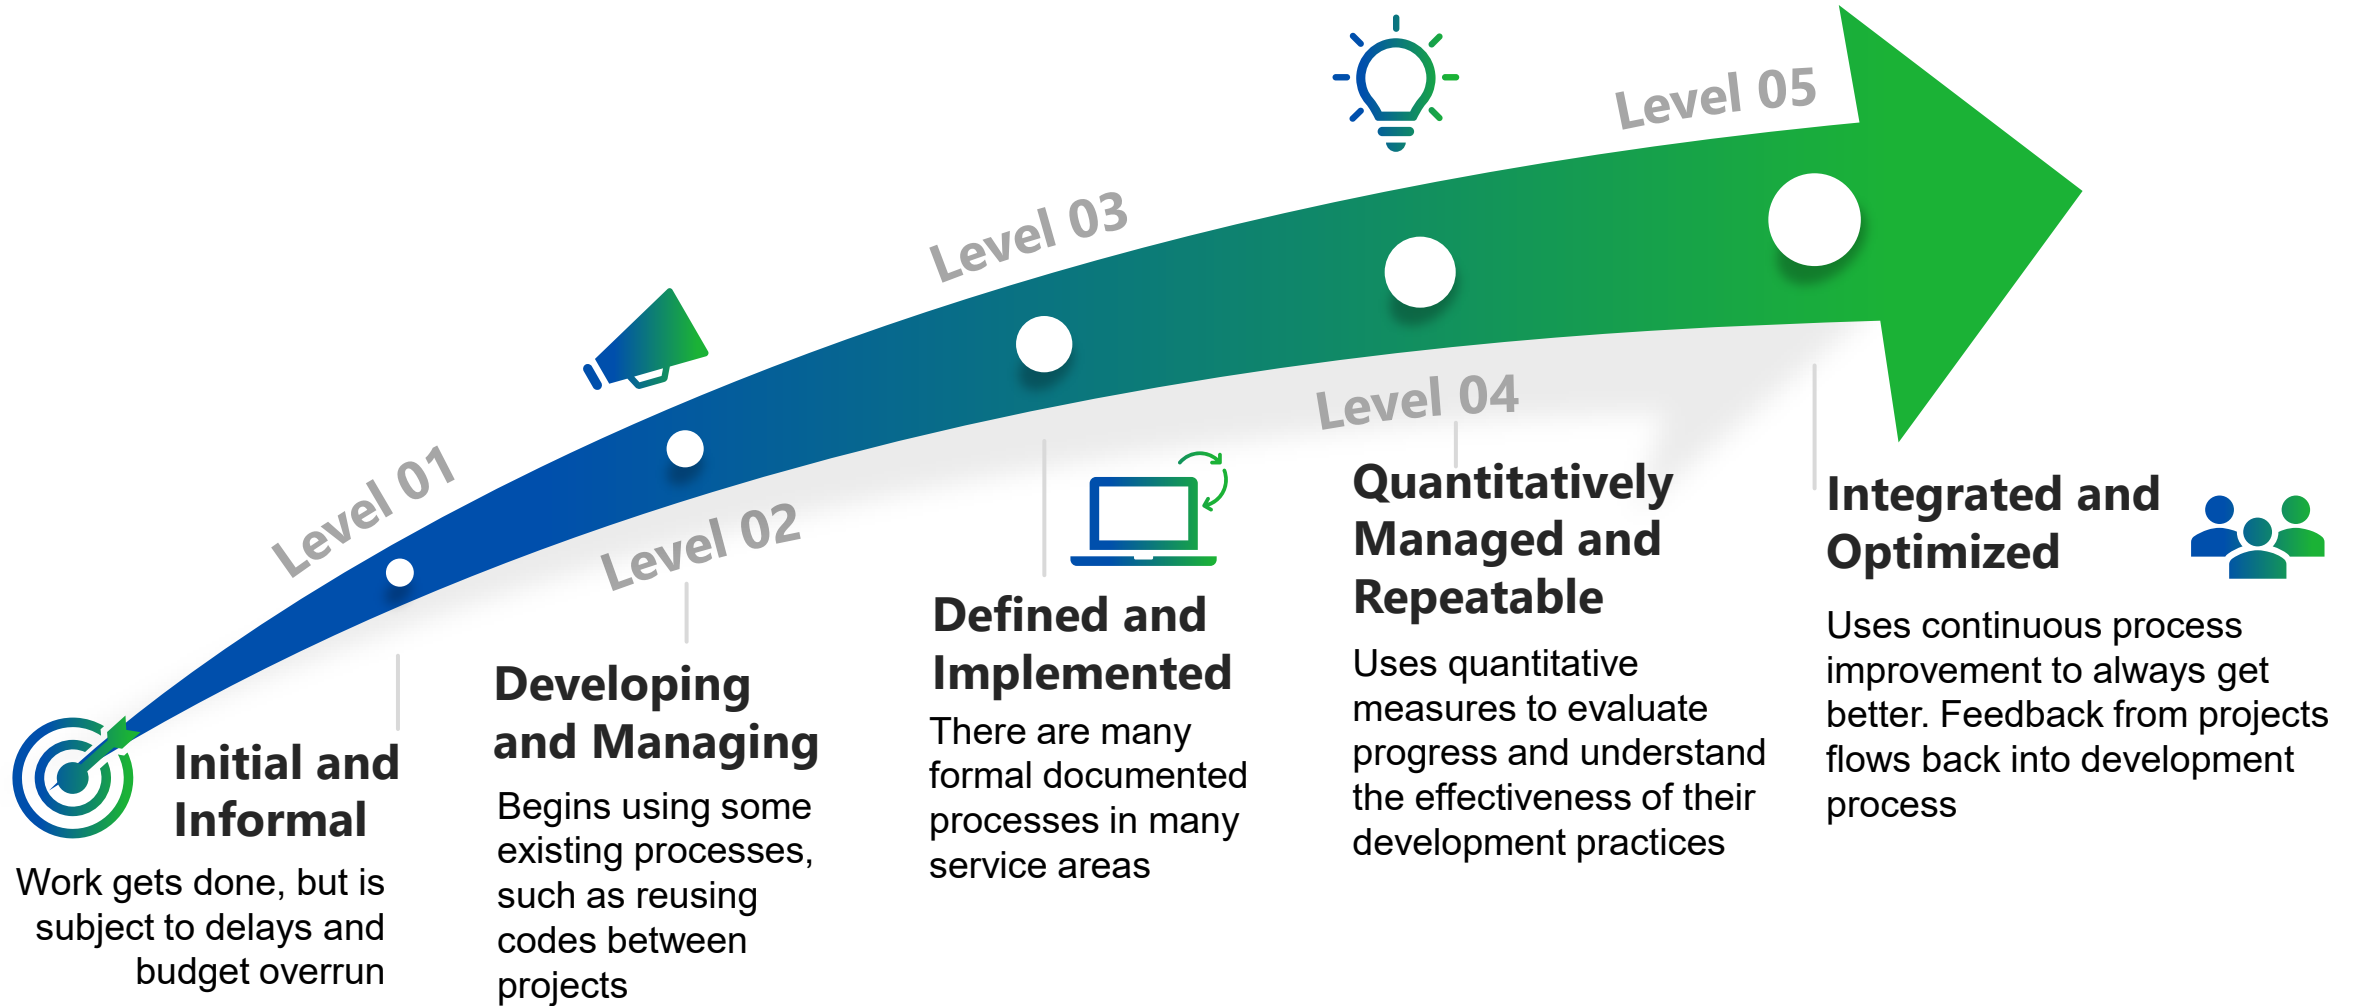 Level 01
Initial and
Informal
Work gets done, but is
subject to delays and
budget overrun
Level 02
Developing
and Managing
Begins using some
existing processes,
such as reusing
codes between
projects
Level 03
Defined and
Implemented
There are many
formal documented
processes in many
service areas
Level 04
Quantitatively
Managed and
Repeatable
Uses quantitative
measures to evaluate
progress and understand
the effectiveness of their
development practices
Level 05
Integrated and
Optimized
Uses continuous process
improvement to always get
better. Feedback from projects
flows back into development
process